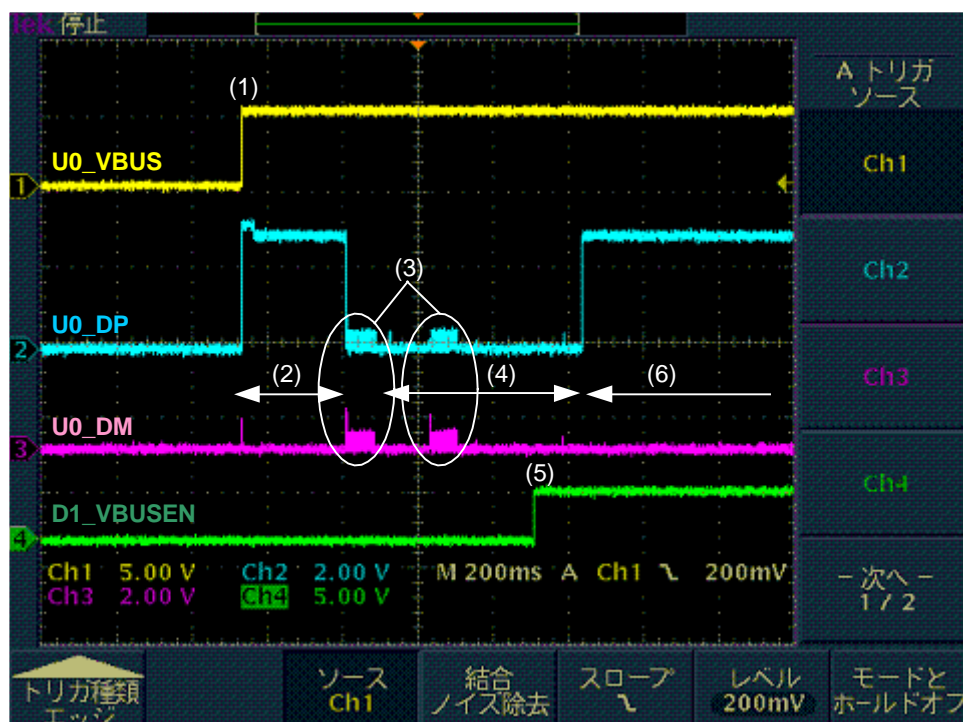 Tek 停止
A トリガ
ソース
(1)
U0_VBUS
1
Ch1
(3)
Ch2
U0_DP
2
(2)
(4)
(6)
Ch3
U0_DM
3
(5)
Ch4
D1_VBUSEN
4
Ch1 5.00 V Ch2 2.00 V M 200ms A Ch1 200mV
Ch3 2.00 V Ch4 5.00 V
- 次へ -
1 / 2
トリガ種類
エッジ
ソース
Ch1
結合
ノイズ除去
スロープ
レベル
200mV
モードと
ホールドオフ